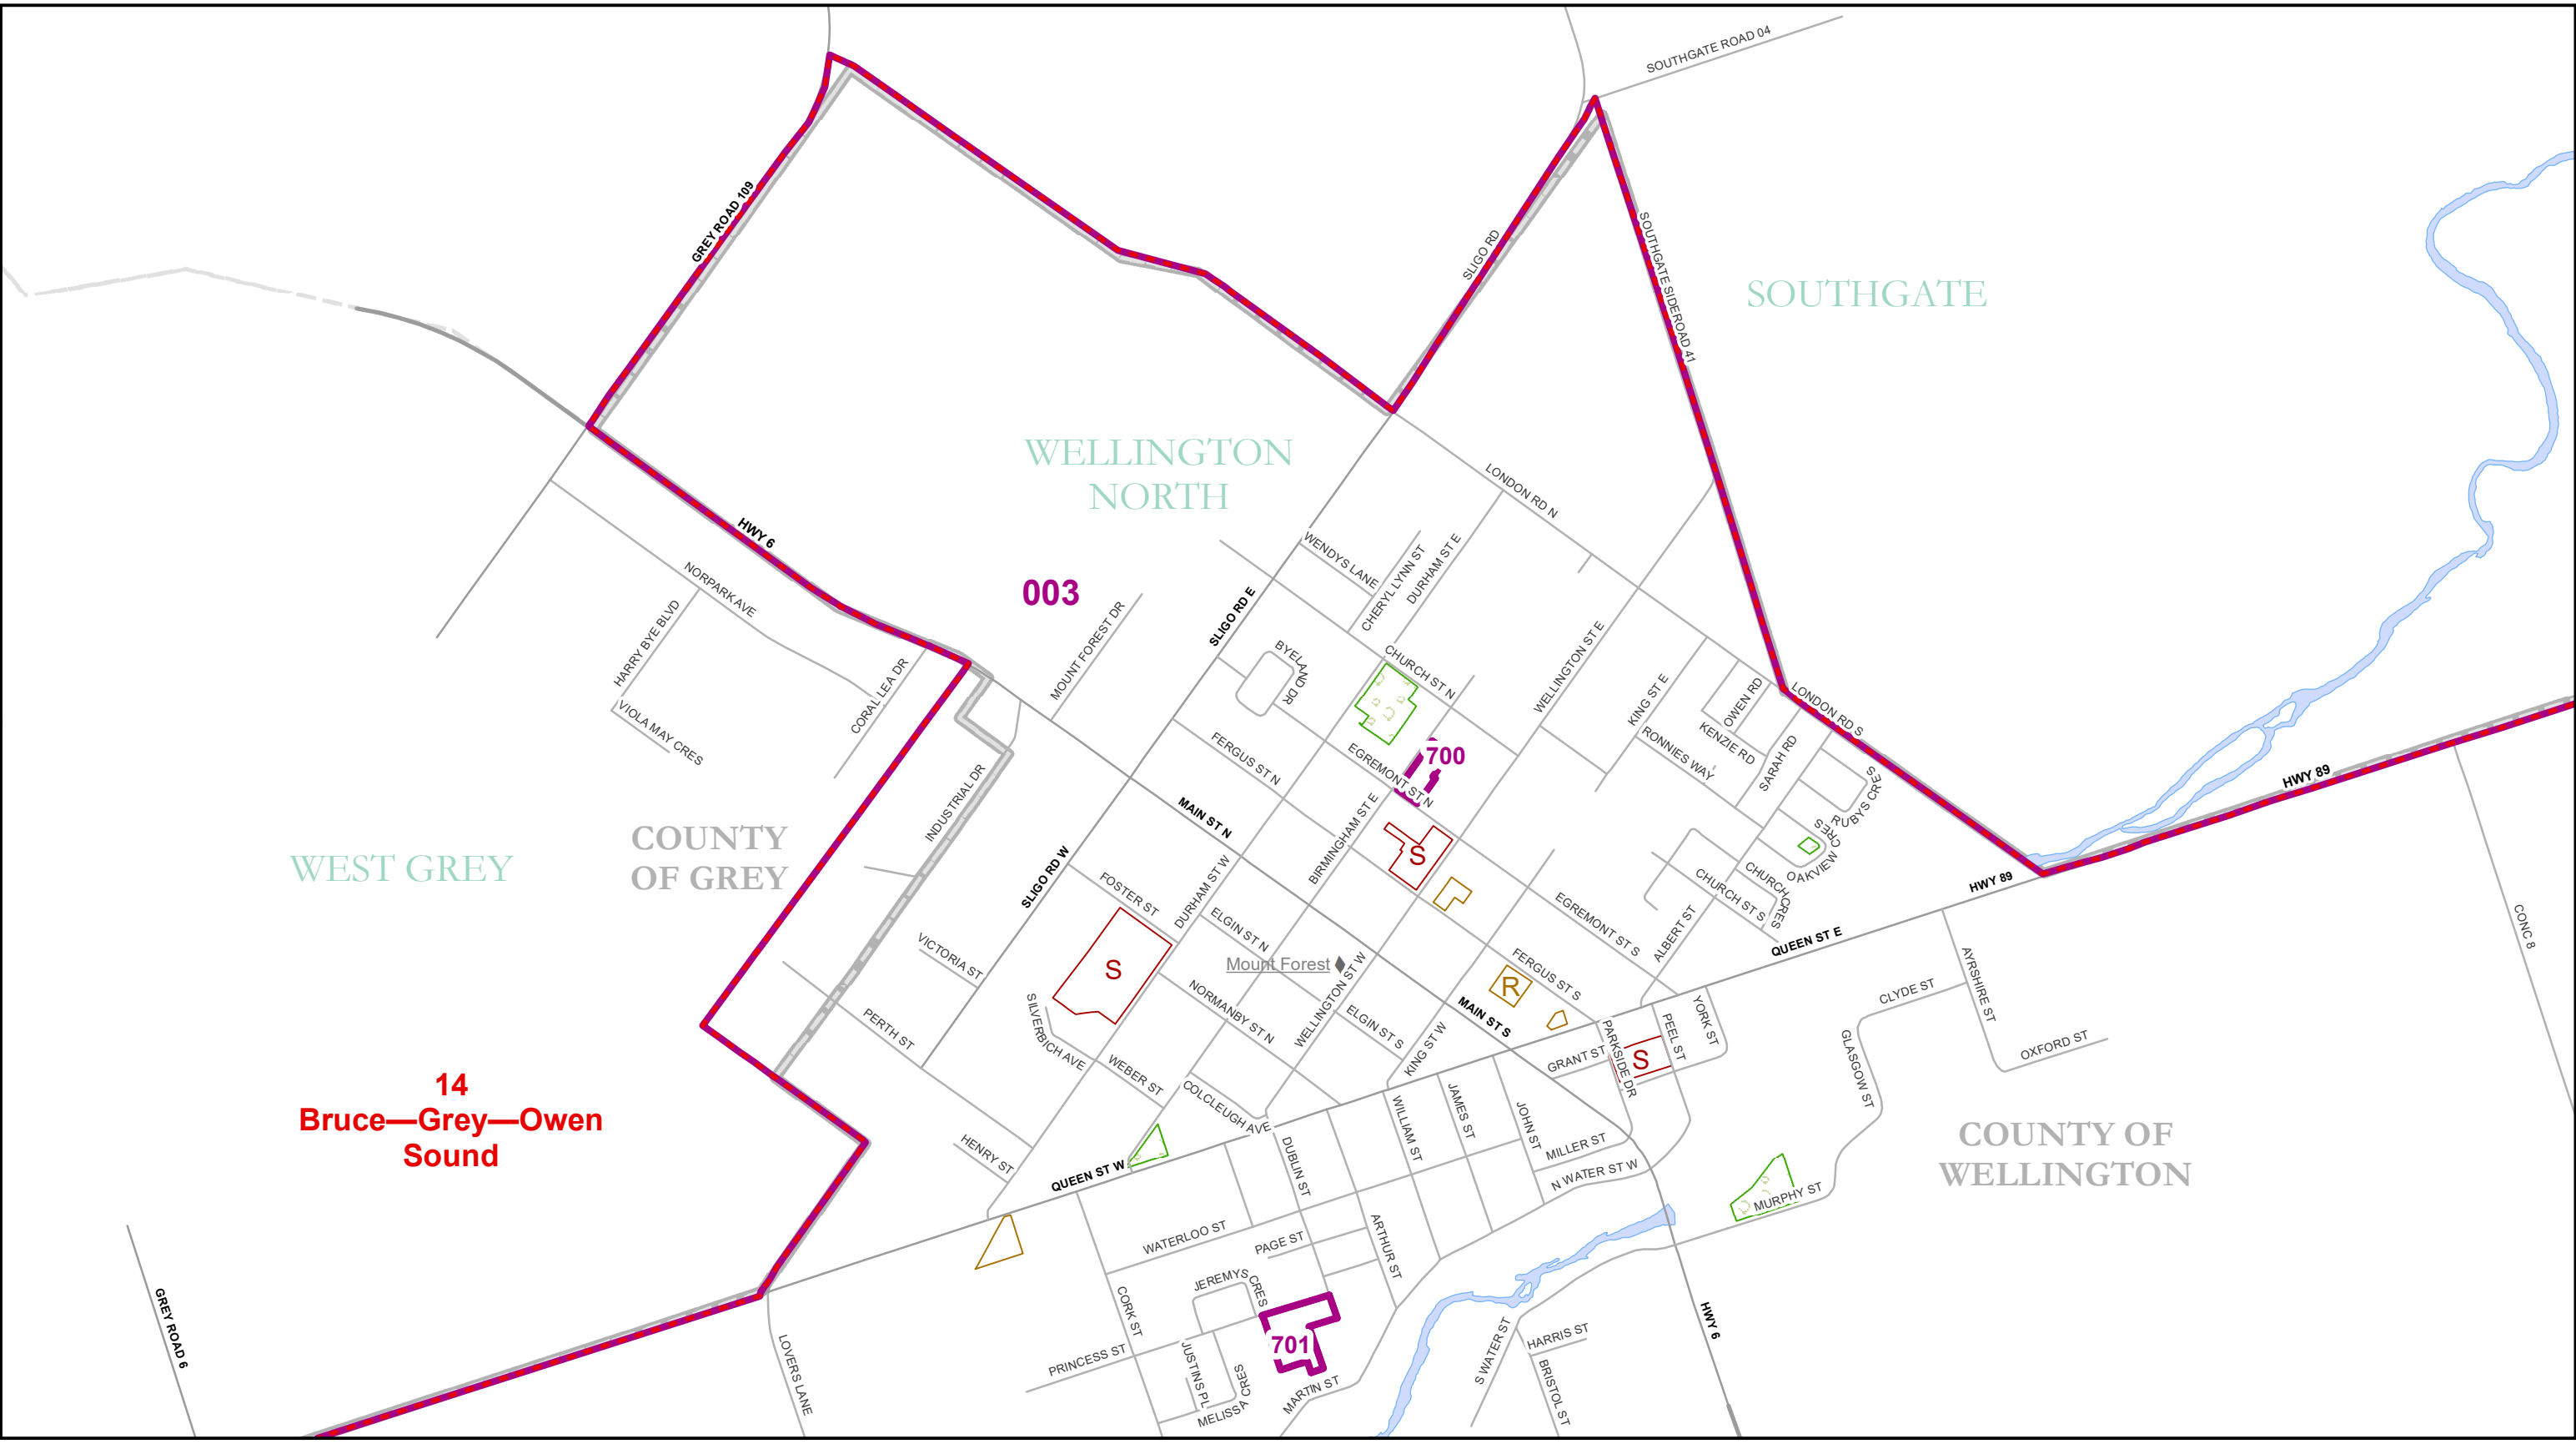 SOUTHGATE ROAD 04
GREY ROAD 109
SLIGO RD
SOUTHGATE SIDEROAD 41
SOUTHGATE
WELLINGTON
NORTH
LONDON RD N
HWY 6
WENDYS LANE
CHERYL LYNN ST
DURHAM ST E
NORPARK AVE
003
HARRY BYE BLVD
MOUNT FOREST DR
SLIGO RD E
BYELAND DR
CHURCH ST N
WELLINGTON ST E
KING ST E
OWEN RD
LONDON RD S
CORAL LEA DR
VIOLA MAY CRES
FERGUS ST N
EGREMONT ST N
700
RONNIES WAY
KENZIE RD
SARAH RD
RUBYS CRES
HWY 89
INDUSTRIAL DR
MAIN ST N
BIRMINGHAM ST E
COUNTY
OF GREY
WEST GREY
SLIGO RD W
FOSTER ST
DURHAM ST W
S
OAKVIEW CRES
CHURCH CRES
CHURCH ST S
HWY 89
ELGIN ST N
EGREMONT ST S
ALBERT ST
QUEEN ST E
CONC 8
VICTORIA ST
S
Mount Forest
WELLINGTON ST W
FERGUS ST S
R
AYRSHIRE ST
CLYDE ST
SILVERBICH AVE
PERTH ST
NORMANBY ST N
ELGIN ST S
KING ST W
MAIN ST S
PARKSIDE DR
PEEL ST
YORK ST
GRANT ST
S
GLASGOW ST
OXFORD ST
WEBER ST
COLCLEUGH AVE
14
Bruce—Grey—Owen
Sound
WILLIAM ST
JAMES ST
JOHN ST
MILLER ST
N WATER ST W
COUNTY OF
WELLINGTON
HENRY ST
QUEEN ST W
DUBLIN ST
MURPHY ST
WATERLOO ST
PAGE ST
ARTHUR ST
GREY ROAD 6
JEREMYS CRES
CORK ST
LOVERS LANE
PRINCESS ST
JUSTINS PL
MELISSA CRES
701
MARTIN ST
S WATER ST
HARRIS ST
BRISTOL ST
HWY 6